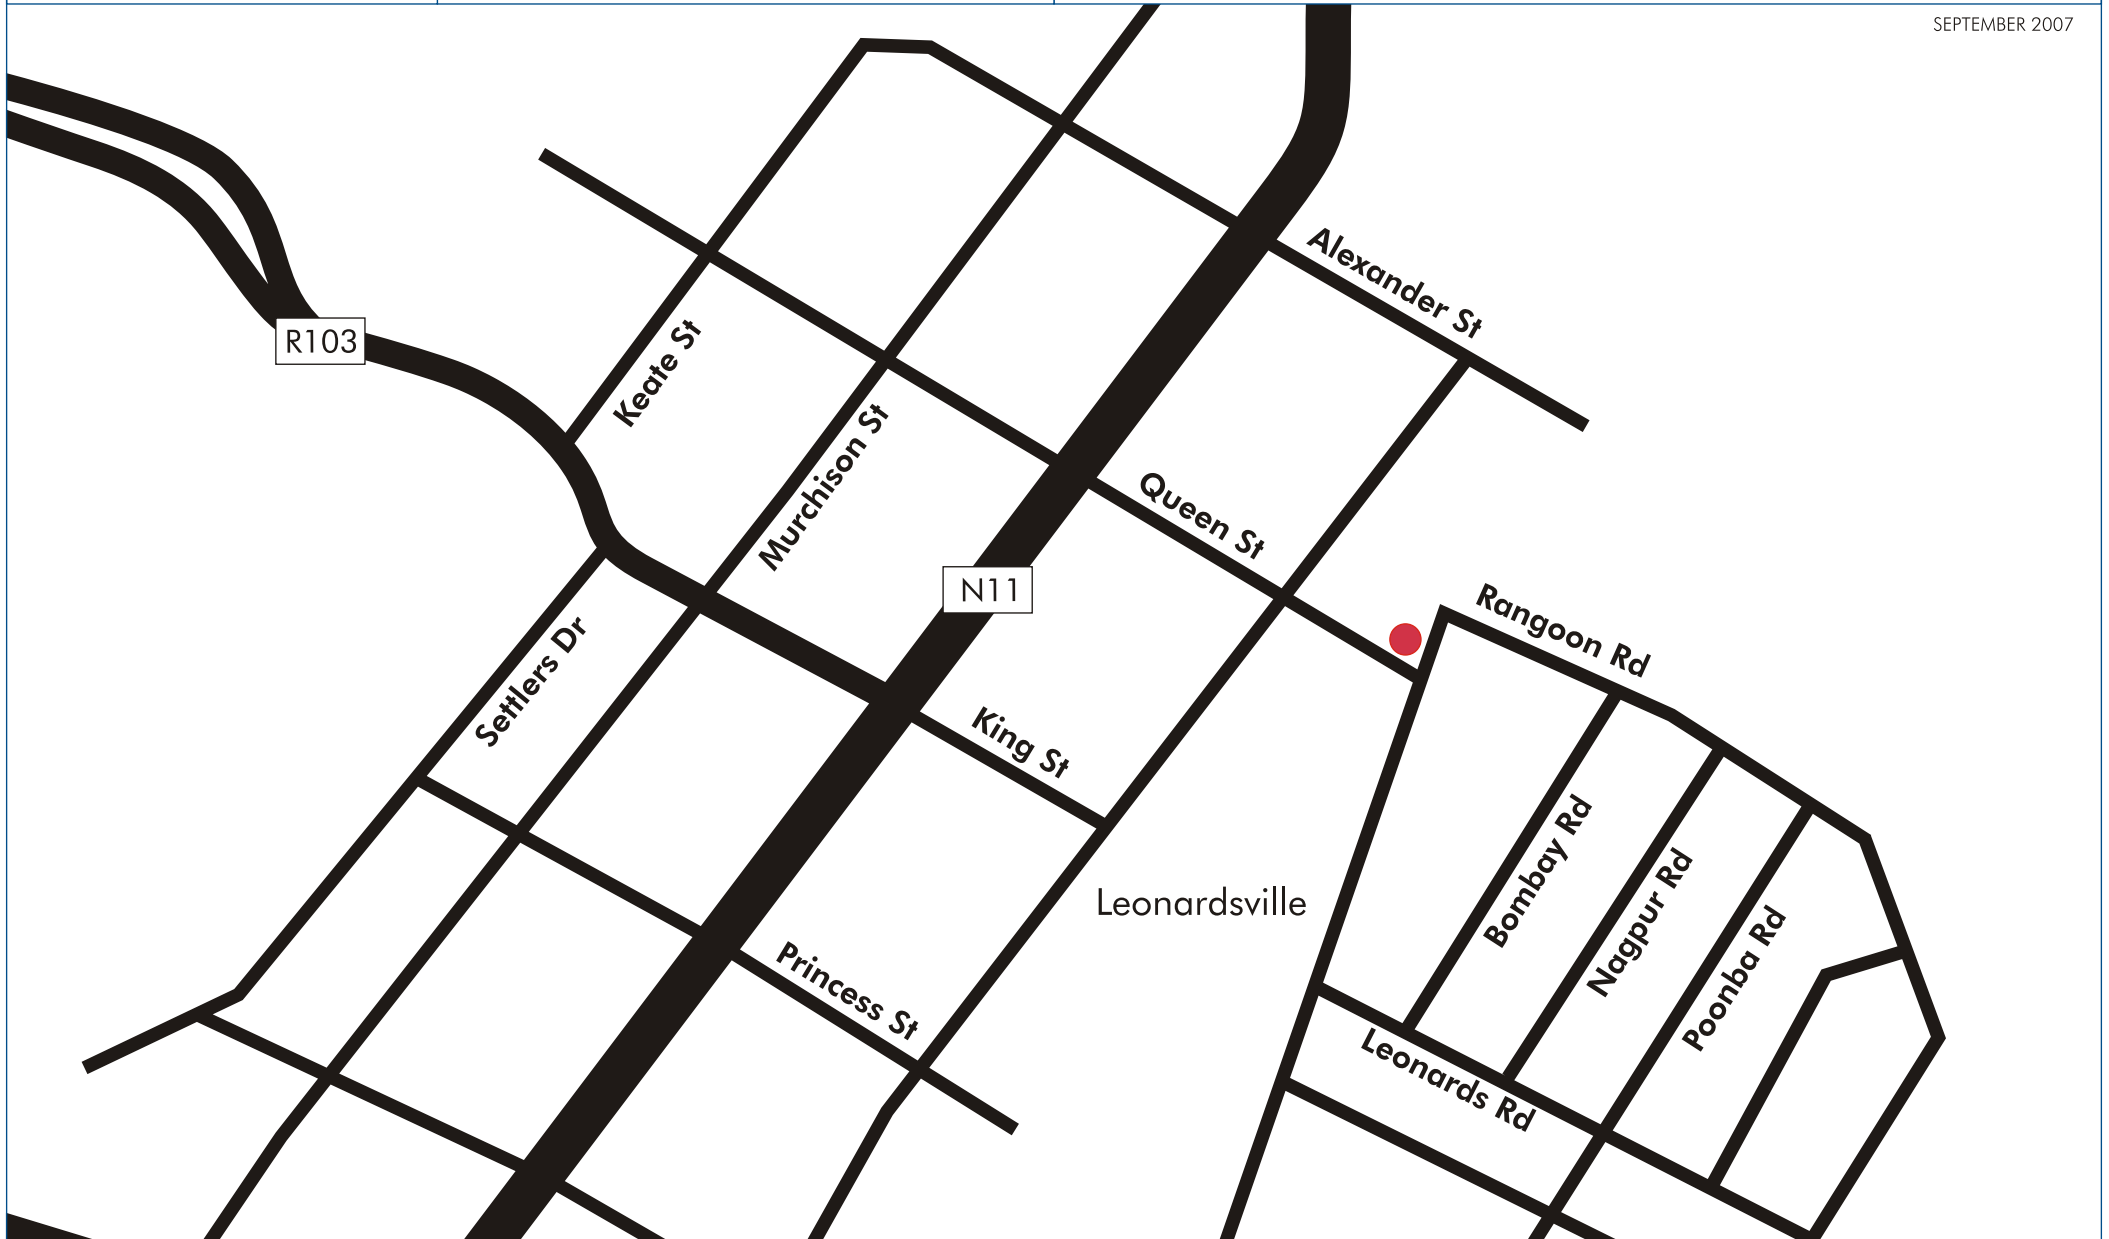 SEPTEMBER 2007
Alexander St
R103
Keate St
Murchison St
Queen St
N11
Rangoon Rd
Settlers Dr
King St
Bombay Rd
Nagpur Rd
Leonardsville
Poonba Rd
Princess St
Leonards Rd